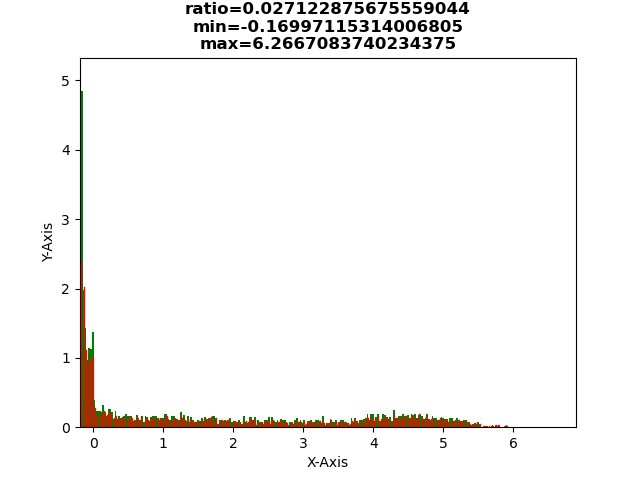 ratio=0.027122875675559044
min=-0.16997115314006805
max=6.2667083740234375
5
4
3
2
1
0
Y-Axis
0 1 2 3 4 5 6
X-Axis